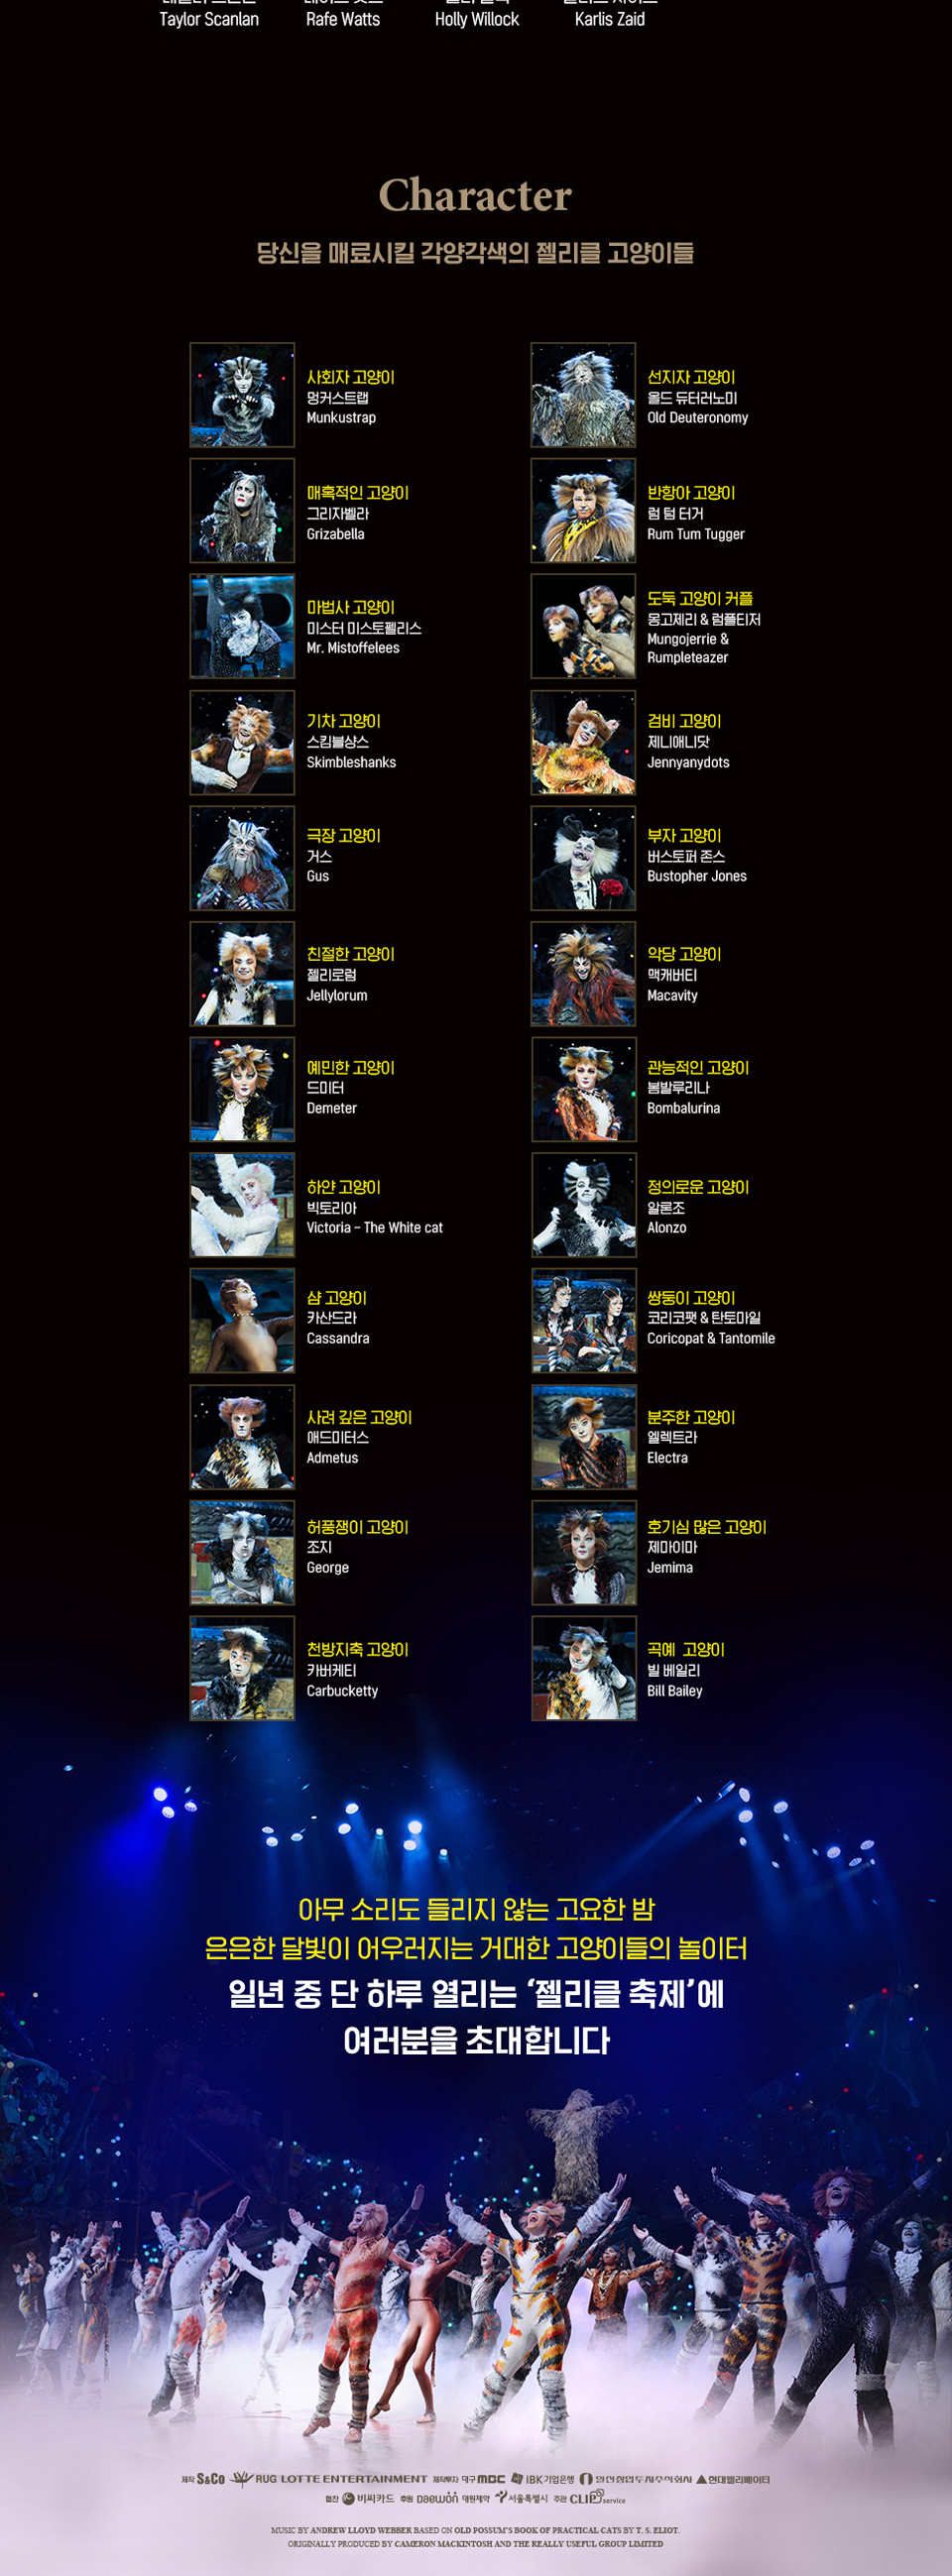 Taylor Scanlan
Rafe Watts
Holly Willock
Karlis Zaid
Character
당신을 매료시킬 각양각색의 젤리클 고양이들
사회자 고양이
멍커스트랩
Munkustrap
선지자 고양이
올드 듀터러노미
Old Deuteronomy
매혹적인 고양이
그리자벨라
Grizabella
반항아 고양이
럼 텀 터거
Rum Tum Tugger
마법사 고양이
미스터 미스토펠리스
Mr. Mistoffelees
도둑 고양이 커플
몽고제리 & 럼플티저
Mungojerrie &
Rumpleteazer
기차 고양이
스킴블샹스
Skimbleshanks
검비 고양이
제니애니닷
Jennyanydots
극장 고양이
거스
Gus
부자 고양이
버스토퍼 존스
Bustopher Jones
친절한 고양이
젤리로럼
Jellylorum
악당 고양이
맥캐버티
Macavity
예민한 고양이
드미터
Demeter
관능적인 고양이
봄발루리나
Bombalurina
하얀 고양이
빅토리아
Victoria - The White cat
정의로운 고양이
알론조
Alonzo
샴 고양이
카산드라
Cassandra
쌍둥이 고양이
코리코팻 & 탄토마일
Coricopat & Tantomile
사려 깊은 고양이
애드미터스
Admetus
분주한 고양이
엘렉트라
Electra
허풍쟁이 고양이
조지
George
호기심 많은 고양이
제마이마
Jemima
천방지축 고양이
카버케티
Carbucketty
곡예 고양이
빌 베일리
Bill Bailey
아무 소리도 들리지 않는 고요한 밤
은은한 달빛이 어우러지는 거대한 고양이들의 놀이터
일년 중 단 하루 열리는 ‘젤리클 축제’에
여러분을 초대합니다
제작 S&Co RUG LOTTE ENTERTAINMENT 제작투자 대구MBC IBK기업은행 일신창업투자주식회사 현대엘리베이터
협찬 비씨카드 후원 DAEWON 대원제약 서울특별시 주관 CLIP service
MUSIC BY ANDREW LLOYD WEBBER BASED ON OLD POSSUM'S BOOK OF PRACTICAL CATS BY T. S. ELIOT.
ORIGINALLY PRODUCED BY CAMERON MACKINTOSH AND THE REALLY USEFUL GROUP LIMITED